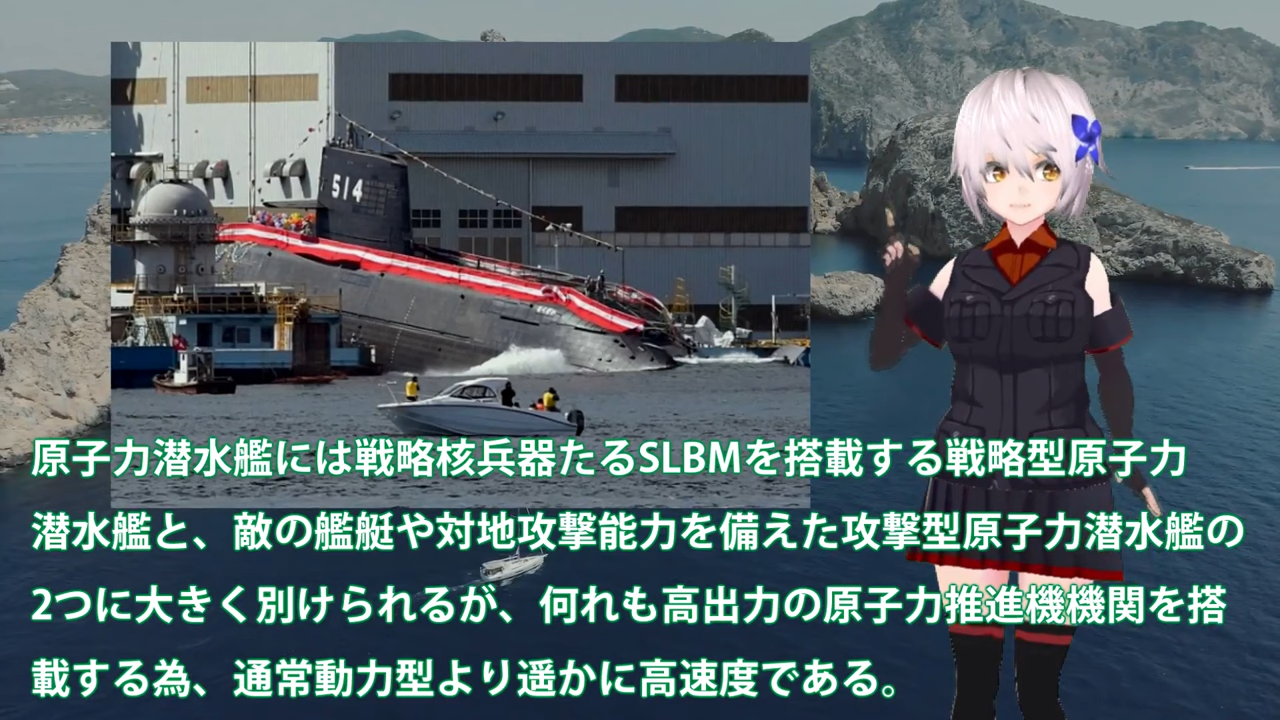 514
原子力潜水艦には戦略核兵器たるSLBMを搭載する戦略型原子力
潜水艦と、敵の艦艇や対地攻撃能力を備えた攻撃型原子力潜水艦の
2つに大きく別けられるが、何れも高出力の原子力推進機機関を搭
載する為、通常動力型より遥かに高速度である。